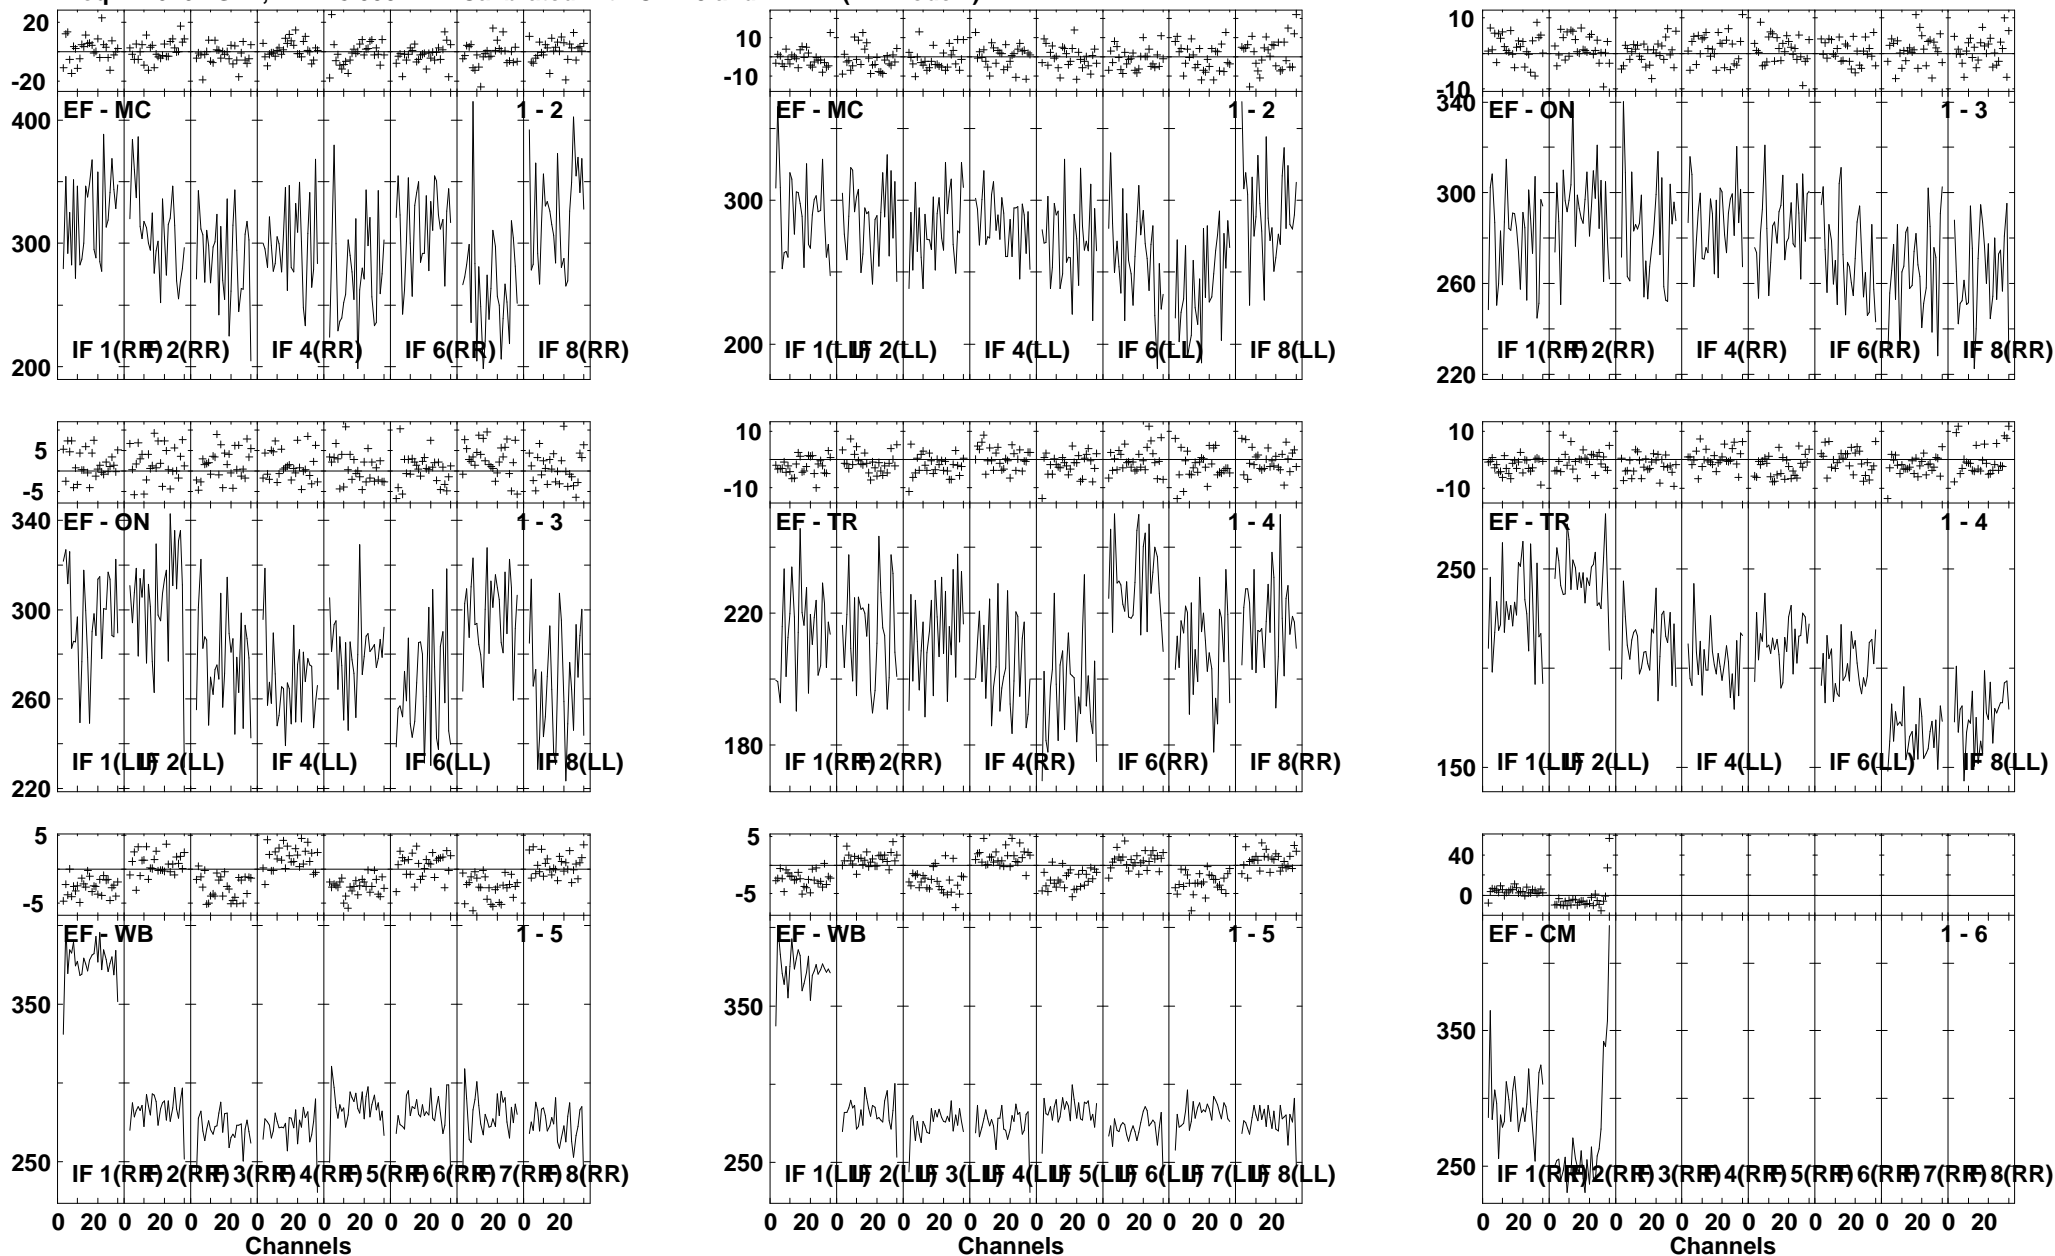 20
-20
EF - MC 1 - 2
400
300
200
IF 1(RR) IF 2(RR) IF 4(RR) IF 6(RR) IF 8(RR)
10
-10
EF - MC 1 - 2
300
200
IF 1(LL) IF 2(LL) IF 4(LL) IF 6(LL) IF 8(LL)
10
-10
EF - ON 1 - 3
340
300
260
220
IF 1(RR) IF 2(RR) IF 4(RR) IF 6(RR) IF 8(RR)
5
-5
EF - ON 1 - 3
340
300
260
220
IF 1(LL) IF 2(LL) IF 4(LL) IF 6(LL) IF 8(LL)
10
-10
EF - TR 1 - 4
220
180
IF 1(RR) IF 2(RR) IF 4(RR) IF 6(RR) IF 8(RR)
10
-10
EF - TR 1 - 4
250
150
IF 1(LL) IF 2(LL) IF 4(LL) IF 6(LL) IF 8(LL)
5
-5
EF - WB 1 - 5
350
250
IF 1(RR) IF 2(RR) IF 3(RR) IF 4(RR) IF 5(RR) IF 6(RR) IF 7(RR) IF 8(RR)
0 20 0 20 0 20 0 20 0 20 0 20 0 20 0 20
Channels
5
-5
EF - WB 1 - 5
350
250
IF 1(LL) IF 2(LL) IF 3(LL) IF 4(LL) IF 5(LL) IF 6(LL) IF 7(LL) IF 8(LL)
0 20 0 20 0 20 0 20 0 20 0 20 0 20 0 20
Channels
40
0
EF - CM 1 - 6
350
250
IF 1(RR) IF 2(RR) IF 3(RR) IF 4(RR) IF 5(RR) IF 6(RR) IF 7(RR) IF 8(RR)
0 20 0 20 0 20 0 20 0 20 0 20 0 20 0 20
Channels